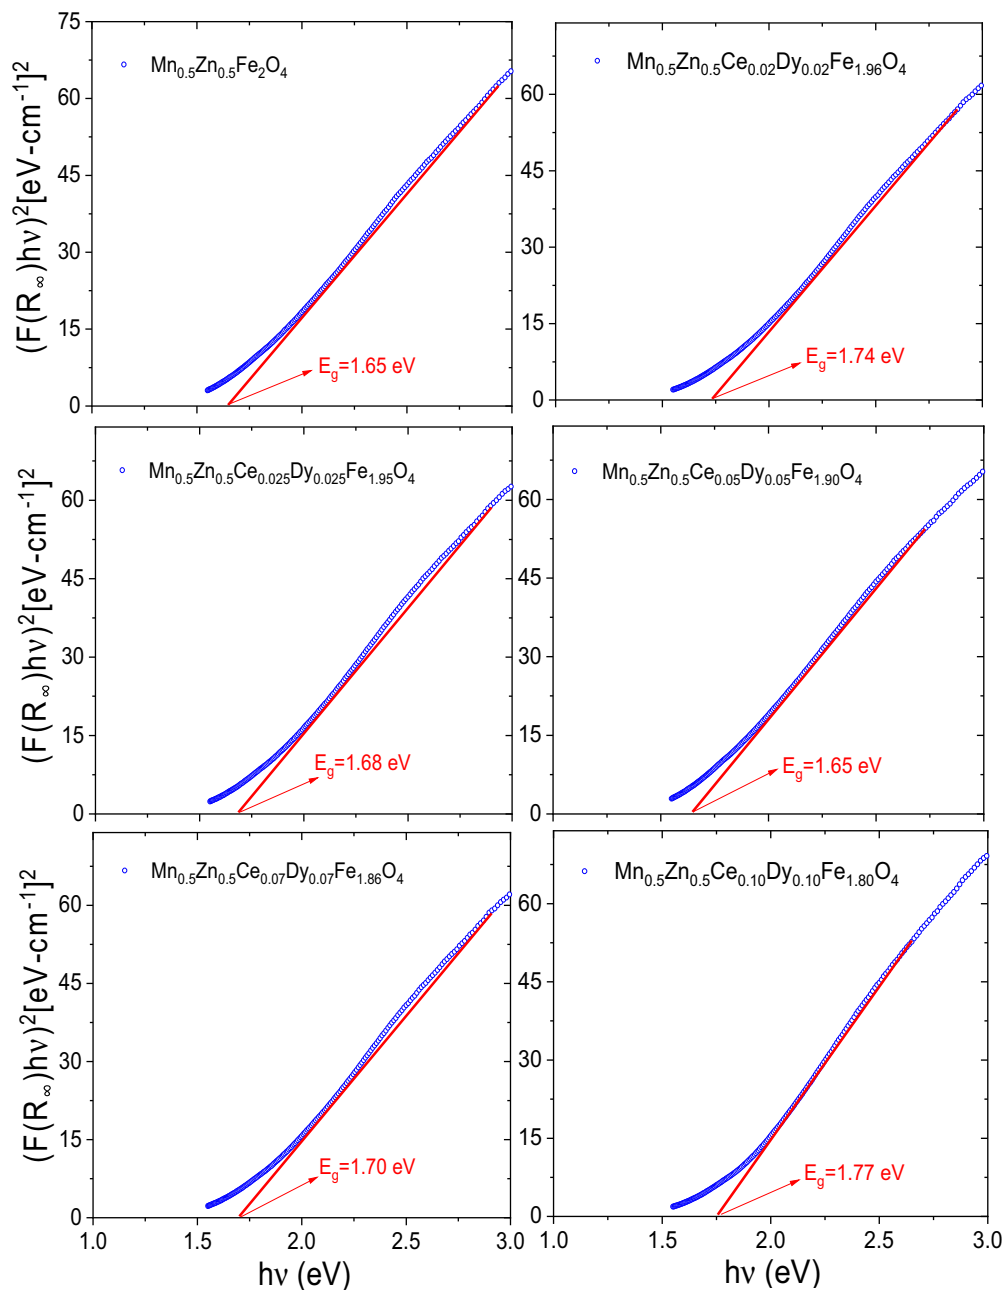 75
60
45
30
15
0
(F(R∞)hν)²[eV-cm⁻¹]²
Mn₀.₅Zn₀.₅Fe₂O₄
E_g=1.65 eV
60
45
30
15
0
Mn₀.₅Zn₀.₅Ce₀.₀₂Dy₀.₀₂Fe₁.₉₆O₄
E_g=1.74 eV
60
45
30
15
0
(F(R∞)hν)²[eV-cm⁻¹]²
Mn₀.₅Zn₀.₅Ce₀.₀₂₅Dy₀.₀₂₅Fe₁.₉₅O₄
E_g=1.68 eV
60
45
30
15
0
Mn₀.₅Zn₀.₅Ce₀.₀₅Dy₀.₀₅Fe₁.₉₀O₄
E_g=1.65 eV
60
45
30
15
0
(F(R∞)hν)²[eV-cm⁻¹]²
Mn₀.₅Zn₀.₅Ce₀.₀₇Dy₀.₀₇Fe₁.₈₆O₄
E_g=1.70 eV
1.0 1.5 2.0 2.5 3.0
hν (eV)
60
45
30
15
0
Mn₀.₅Zn₀.₅Ce₀.₁₀Dy₀.₁₀Fe₁.₈₀O₄
E_g=1.77 eV
1.0 1.5 2.0 2.5 3.0
hν (eV)